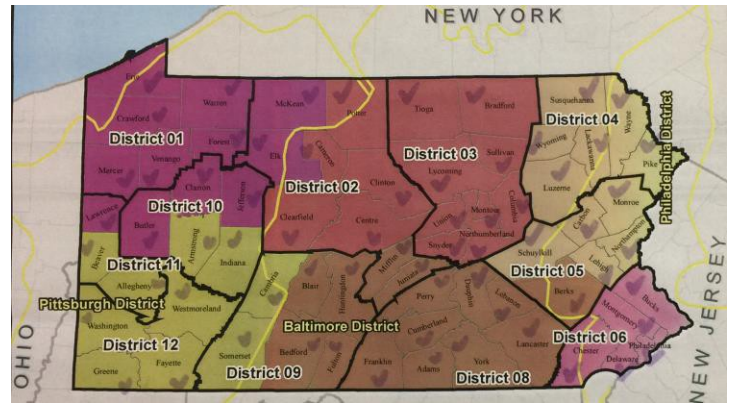 NEW YORK
Erie
Warren
McKean
Potter
Tioga
Bradford
Susquehanna
District 04
Wayne
Crawford
District 01
Forest
Elk
Cameron
District 03
Sullivan
Wyoming
Lackawanna
Pike
Philadelphia District
Mercer
Venango
Clarion
Jefferson
District 02
Clinton
Lycoming
Columbia
Luzerne
Monroe
Lawrence
District 10
Butler
Clearfield
Centre
Union
Montour
Northumberland
Snyder
Carbon
Northampton
Beaver
Armstrong
Indiana
District 11
Allegheny
Cambria
Blair
Huntingdon
Mifflin
Juniata
Schuylkill
Lehigh
District 05
Berks
Pittsburgh District
Westmoreland
Perry
Dauphin
Lebanon
Bucks
Washington
Baltimore District
Cumberland
Montgomery
District 12
Somerset
Bedford
Fulton
Franklin
Adams
York
Lancaster
District 06
Chester
Philadelphia
Delaware
Greene
Fayette
District 09
District 08
OHIO
NEW JERSEY